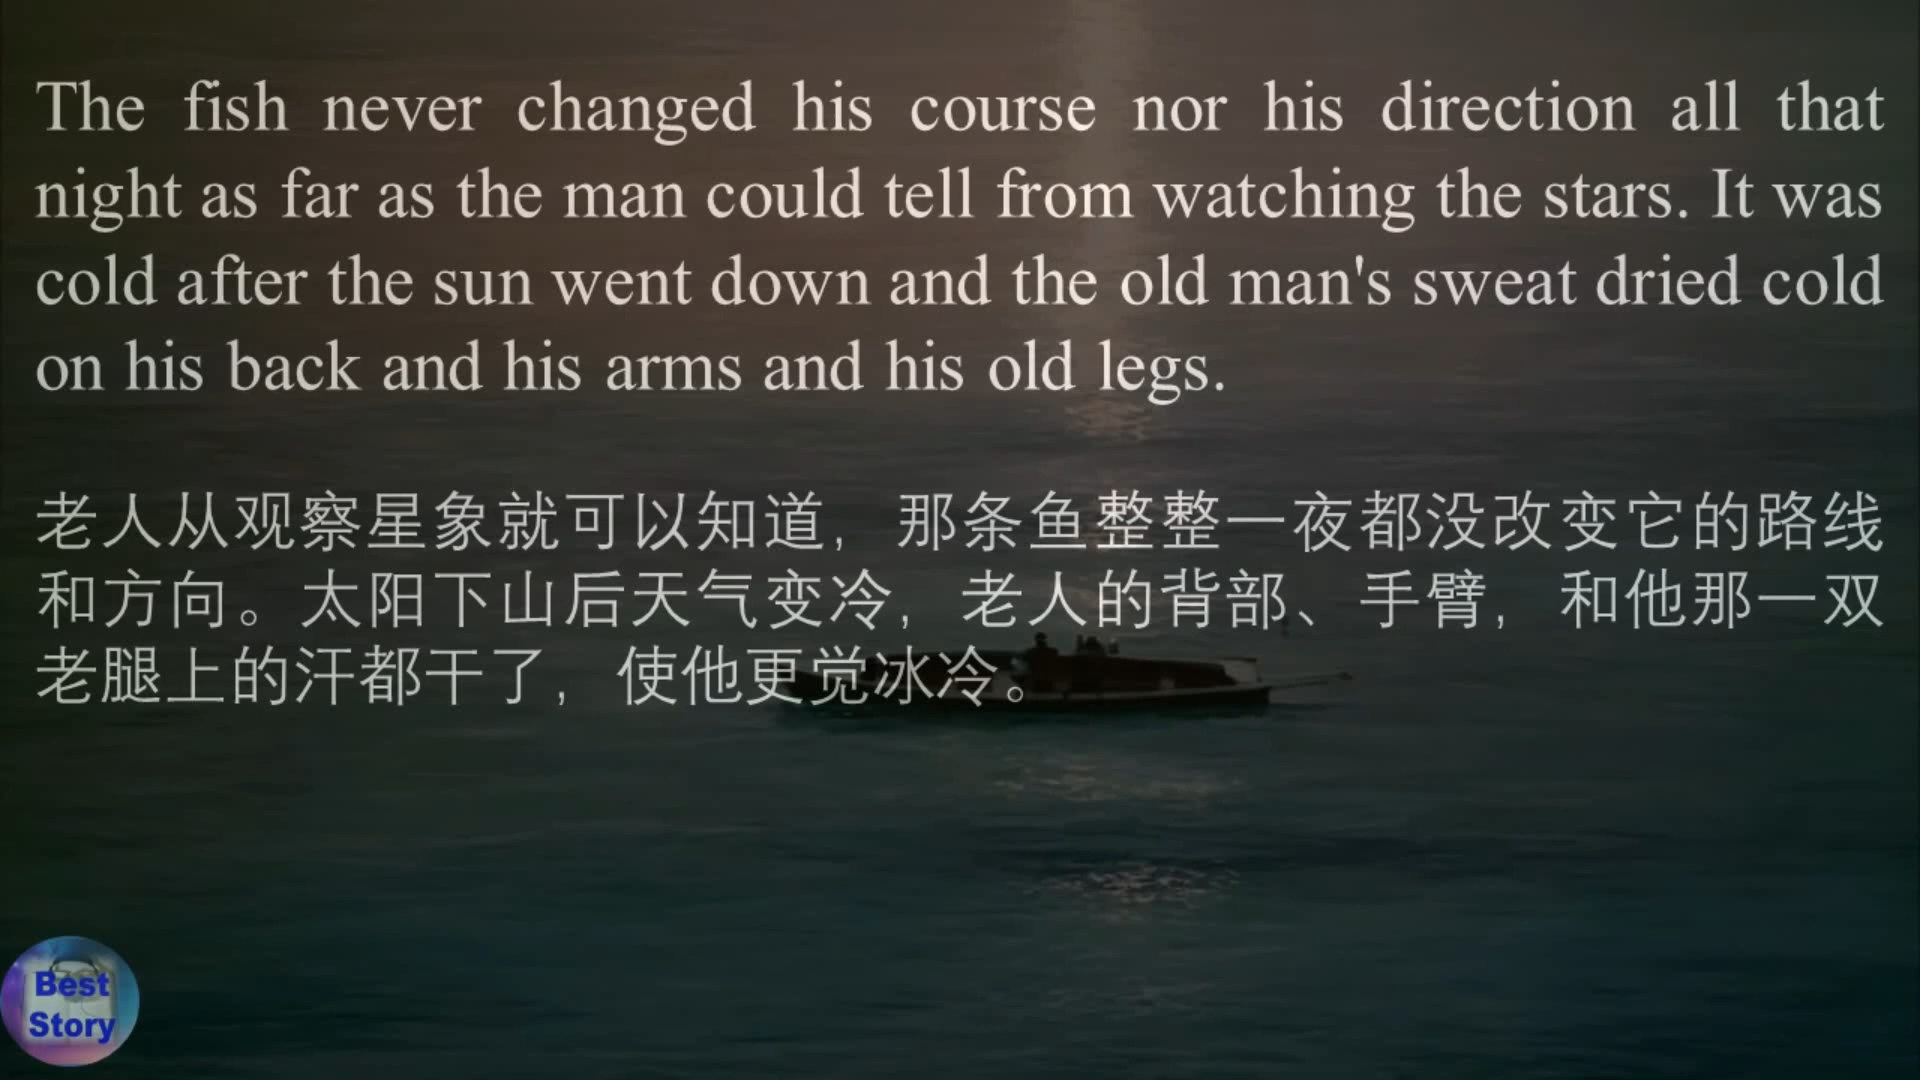 The fish never changed his course nor his direction all that
night as far as the man could tell from watching the stars. It was
cold after the sun went down and the old man's sweat dried cold
on his back and his arms and his old legs.
老人从观察星象就可以知道，那条鱼整整一夜都没改变它的路线
和方向。太阳下山后天气变冷，老人的背部、手臂，和他那一双
老腿上的汗都干了，使他更觉冰冷。
Best
Story